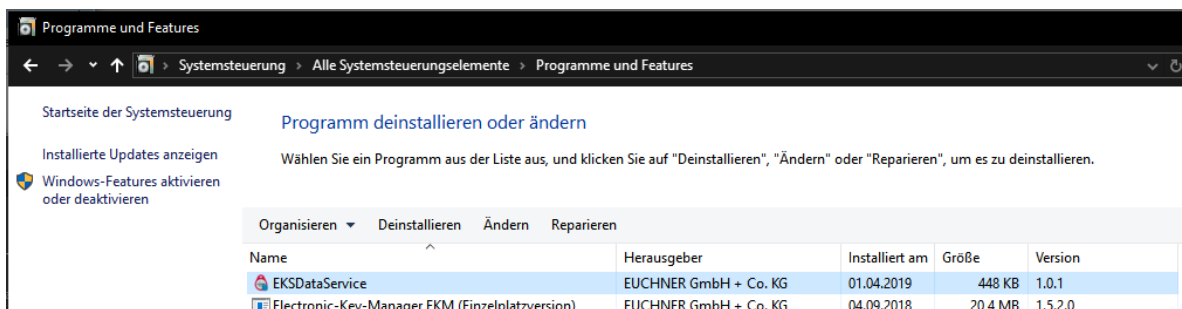 Programme und Features
Systemsteuerung > Alle Systemsteuerungselemente > Programme und Features
Startseite der Systemsteuerung
Installierte Updates anzeigen
Windows-Features aktivieren
oder deaktivieren
Programm deinstallieren oder ändern
Wählen Sie ein Programm aus der Liste aus, und klicken Sie auf "Deinstallieren", "Ändern" oder "Reparieren", um es zu deinstallieren.
Organisieren Deinstallieren Ändern Reparieren
Name Herausgeber Installiert am Größe Version
EKSDataService EUCHNER GmbH + Co. KG 01.04.2019 448 KB 1.0.1
Electronic-Key-Manager EKM (Einzelplatzversion) EUCHNER GmbH + Co. KG 04.09.2018 20,4 MB 1.5.2.0